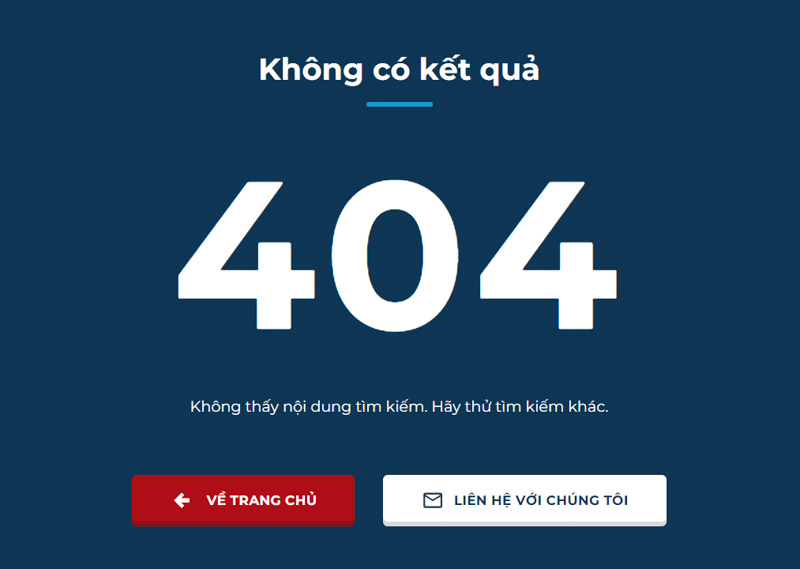 Không có kết quả
404
Không thấy nội dung tìm kiếm. Hãy thử tìm kiếm khác.
VỀ TRANG CHỦ
LIÊN HỆ VỚI CHÚNG TÔI